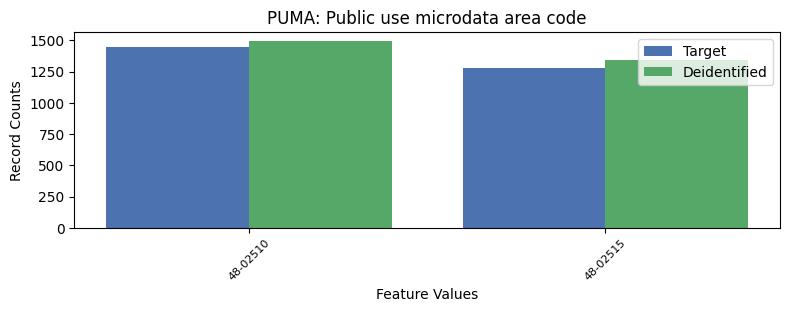 PUMA: Public use microdata area code
Target
Deidentified
Record Counts
1500
1250
1000
750
500
250
0
48-02510
48-02515
Feature Values